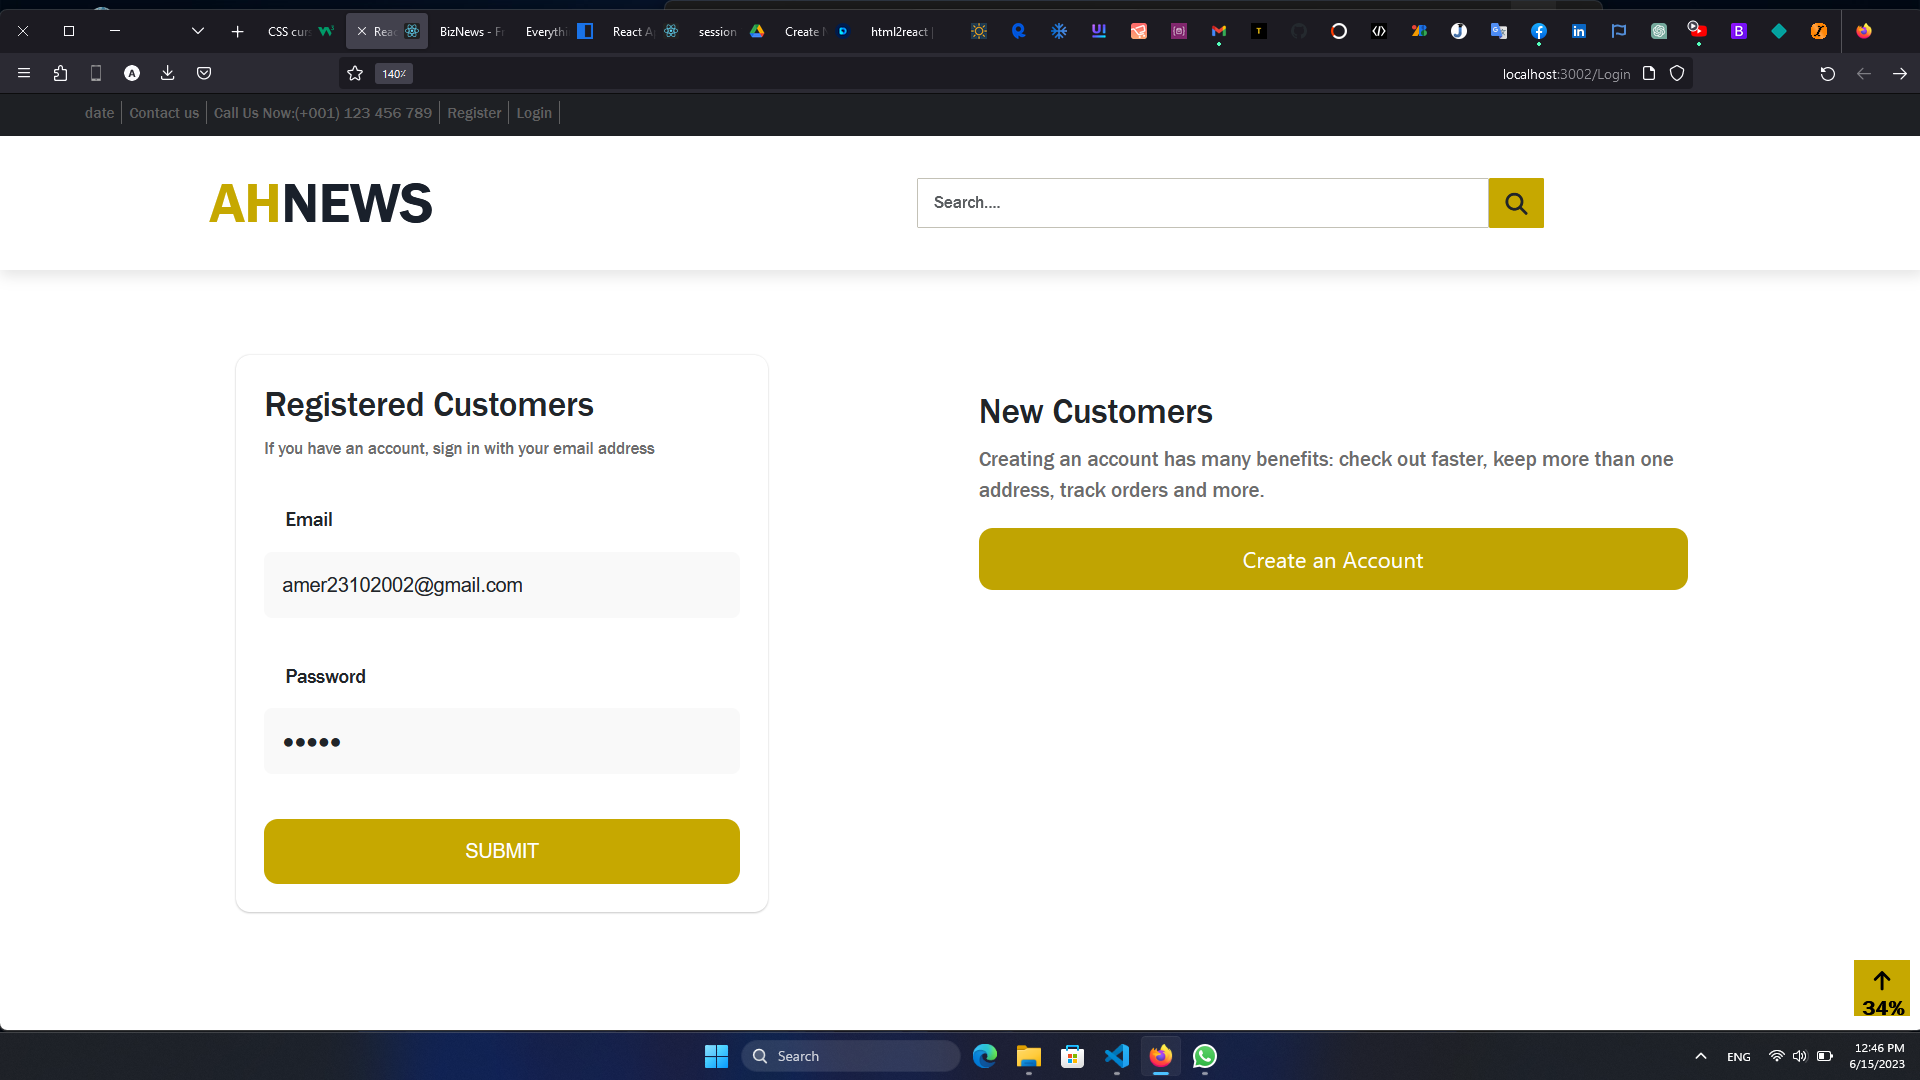 CSS cur
Reac
BizNews - Fr
Everythi
React A
session
Create
html2react
140%
localhost:3002/Login
date
Contact us
Call Us Now:(+001) 123 456 789
Register
Login
AHNEWS
Search....
Registered Customers
If you have an account, sign in with your email address
Email
amer23102002@gmail.com
Password
SUBMIT
New Customers
Creating an account has many benefits: check out faster, keep more than one
address, track orders and more.
Create an Account
34%
Search
ENG
12:46 PM
6/15/2023